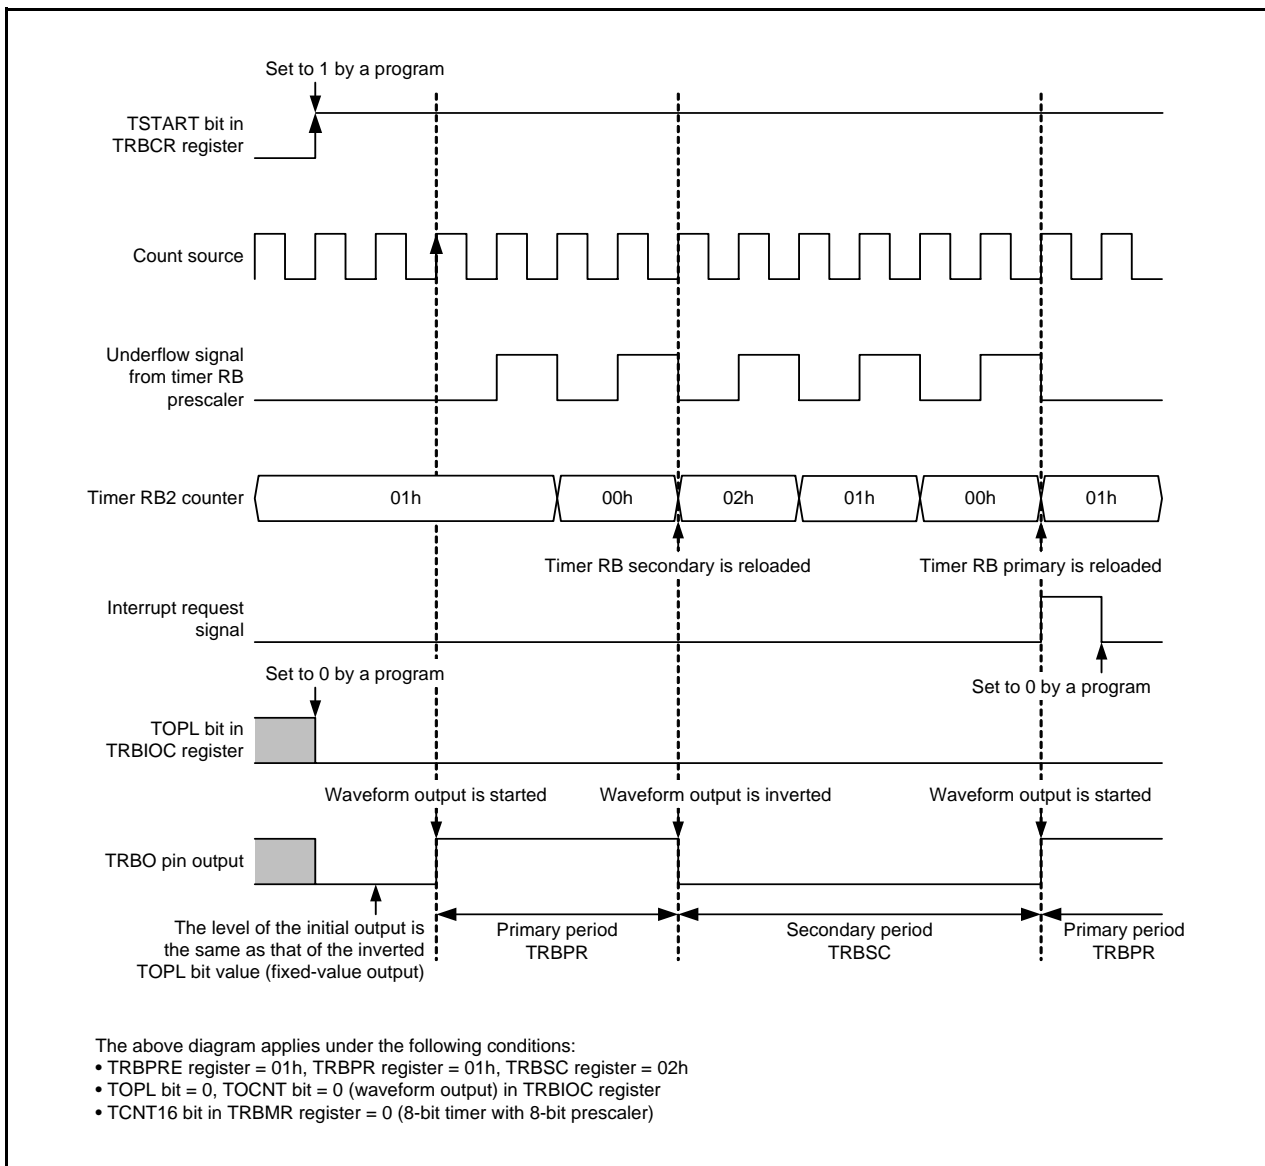 Set to 1 by a program
TSTART bit in
TRBCR register
Count source
Underflow signal
from timer RB
prescaler
Timer RB2 counter
01h
00h
02h
01h
00h
01h
Timer RB secondary is reloaded
Timer RB primary is reloaded
Interrupt request
signal
Set to 0 by a program
Set to 0 by a program
TOPL bit in
TRBIOC register
Waveform output is started
Waveform output is inverted
Waveform output is started
TRBO pin output
The level of the initial output is
the same as that of the inverted
TOPL bit value (fixed-value output)
Primary period
TRBPR
Secondary period
TRBSC
Primary period
TRBPR
The above diagram applies under the following conditions:
• TRBPRE register = 01h, TRBPR register = 01h, TRBSC register = 02h
• TOPL bit = 0, TOCNT bit = 0 (waveform output) in TRBIOC register
• TCNT16 bit in TRBMR register = 0 (8-bit timer with 8-bit prescaler)